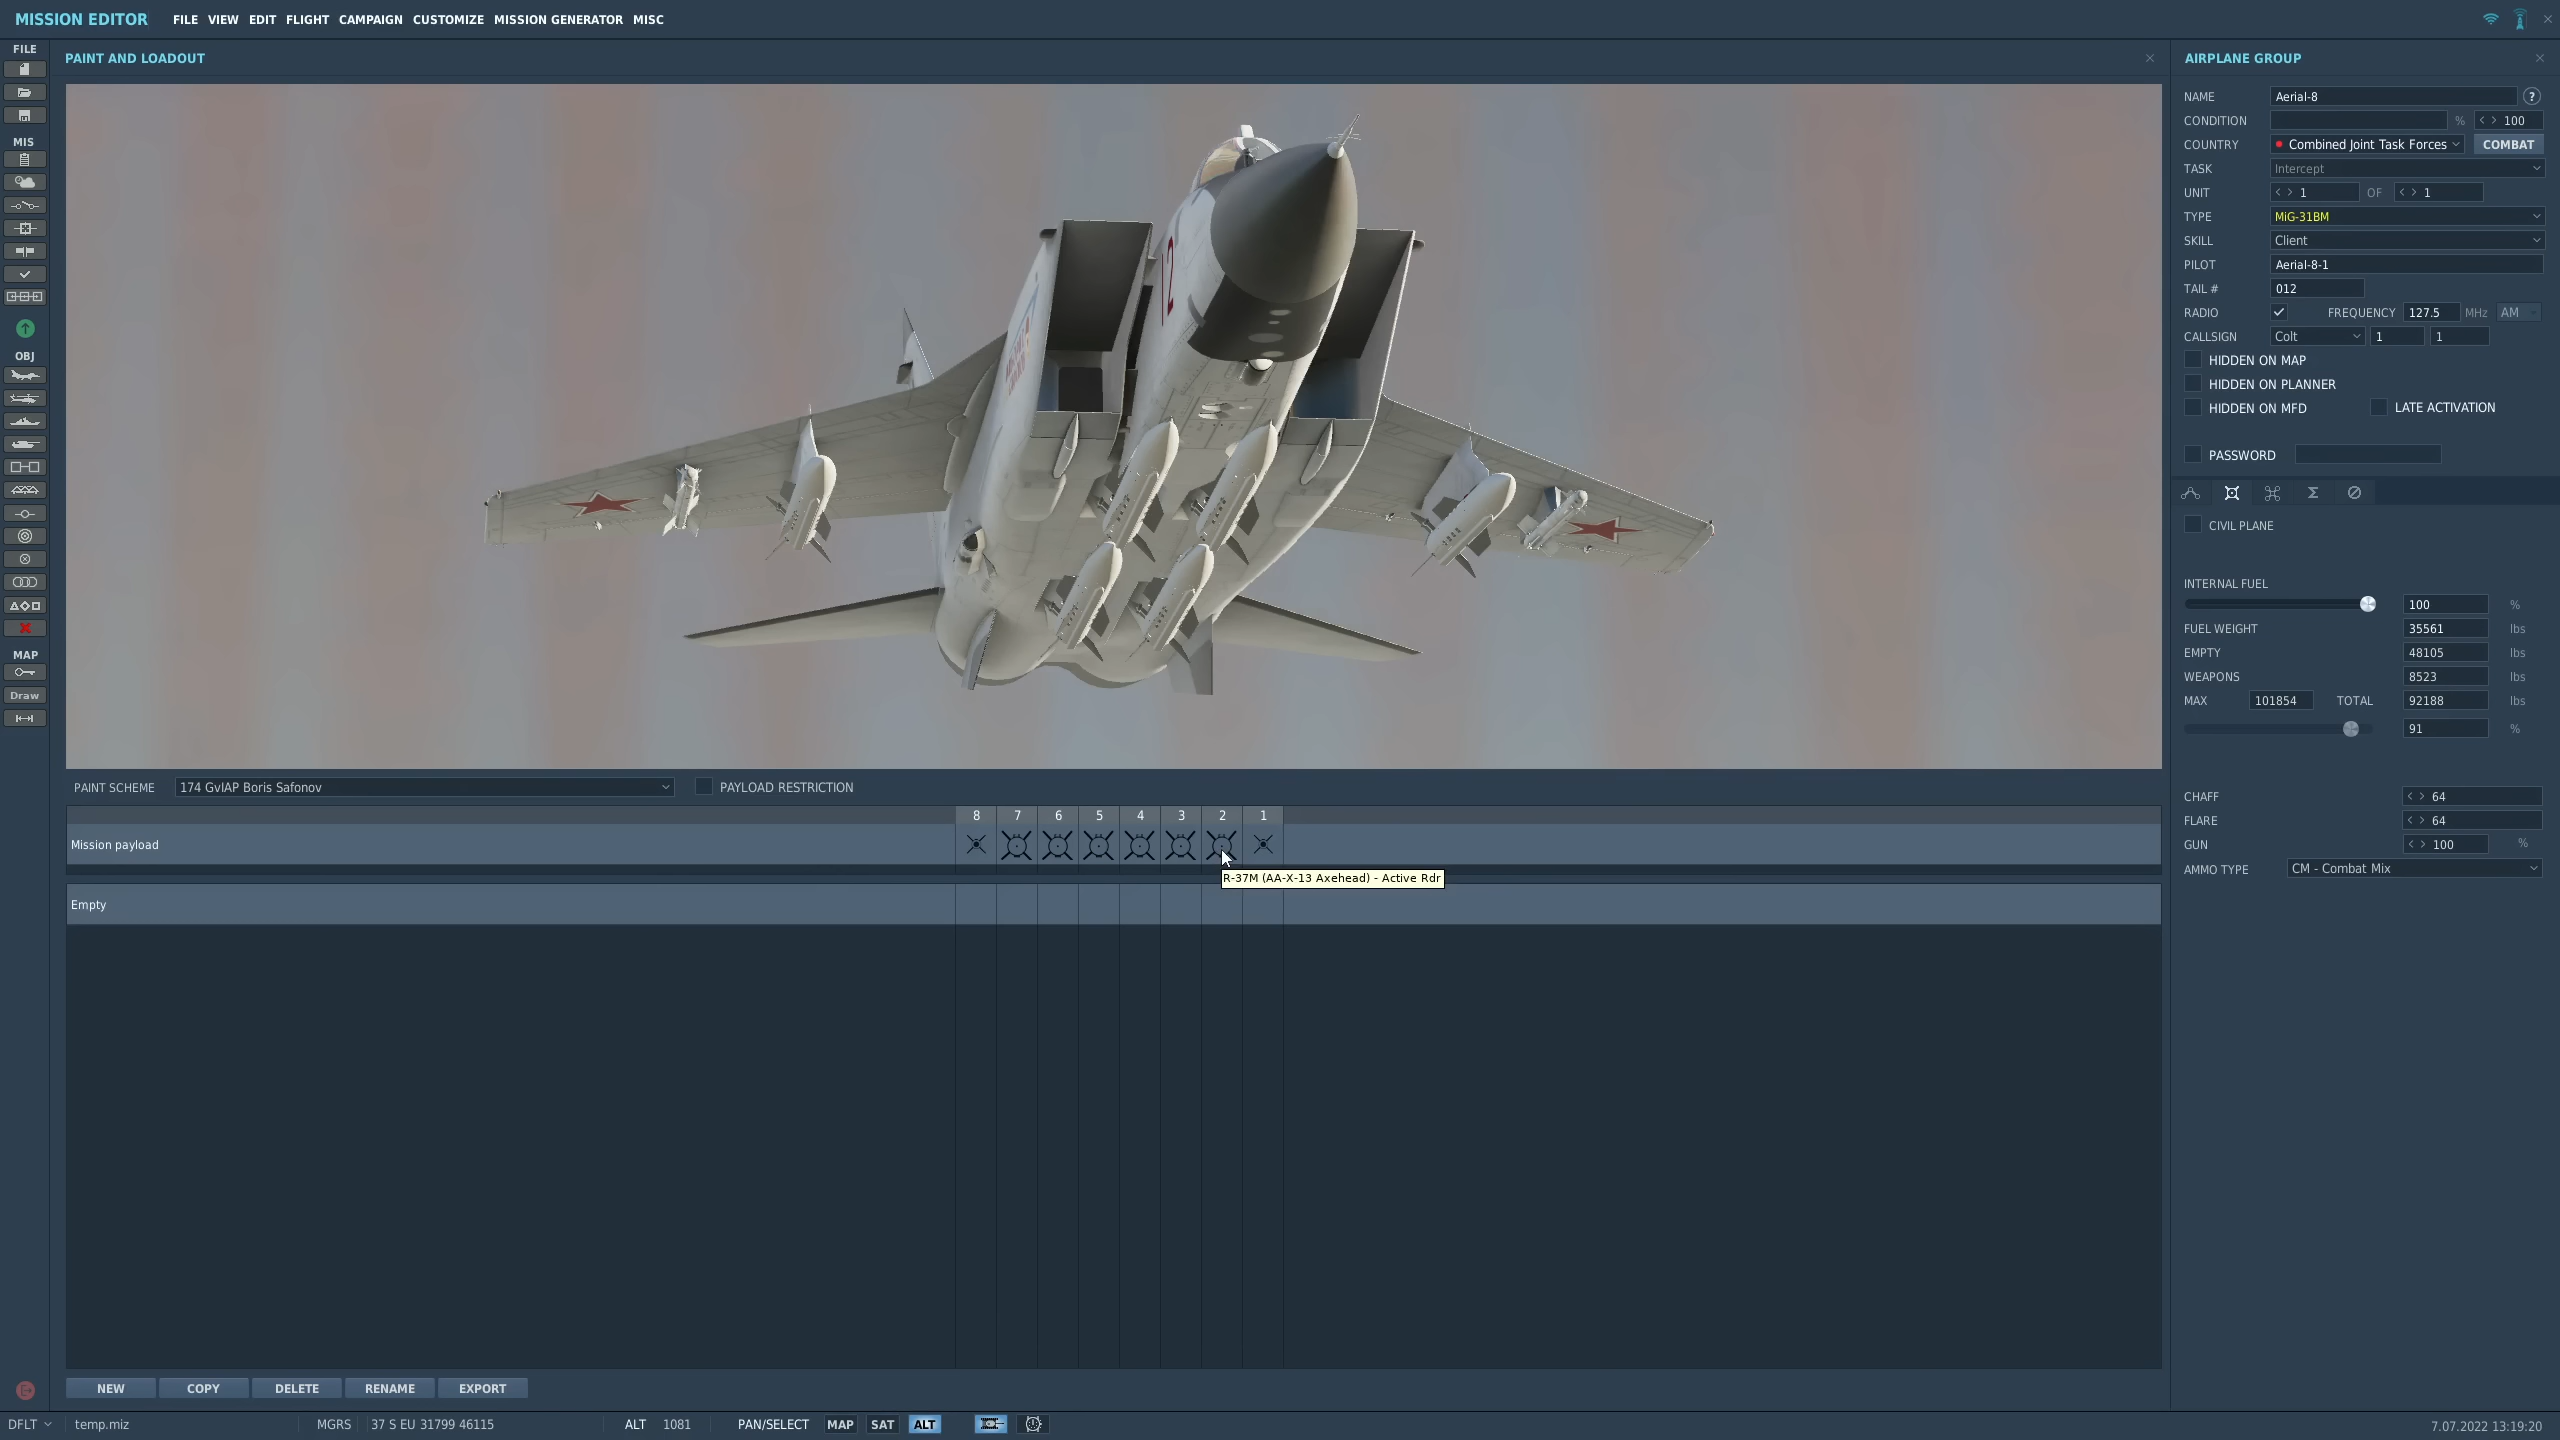 MISSION EDITOR FILE VIEW EDIT FLIGHT CAMPAIGN CUSTOMIZE MISSION GENERATOR MISC
FILE
MIS
OBJ
MAP
Draw
PAINT AND LOADOUT
12
PAINT SCHEME 174 GvIAP Boris Safonov PAYLOAD RESTRICTION
8 7 6 5 4 3 2 1
Mission payload
R-37M (AA-X-13 Axehead) - Active Rdr
Empty
NEW COPY DELETE RENAME EXPORT
AIRPLANE GROUP
NAME Aerial-8 ?
CONDITION % < > 100
COUNTRY Combined Joint Task Forces COMBAT
TASK Intercept
UNIT < > 1 OF < > 1
TYPE MiG-31BM
SKILL Client
PILOT Aerial-8-1
TAIL # 012
RADIO FREQUENCY 127.5 MHz AM
CALLSIGN Colt 1 1
HIDDEN ON MAP
HIDDEN ON PLANNER
HIDDEN ON MFD LATE ACTIVATION
PASSWORD
CIVIL PLANE
INTERNAL FUEL
100 %
FUEL WEIGHT 35561 lbs
EMPTY 48105 lbs
WEAPONS 8523 lbs
MAX 101854 TOTAL 92188 lbs
91 %
CHAFF < > 64
FLARE < > 64
GUN < > 100 %
AMMO TYPE CM - Combat Mix
DFLT temp.miz MGRS 37 S EU 31799 46115 ALT 1081 PAN/SELECT MAP SAT ALT 7.07.2022 13:19:20